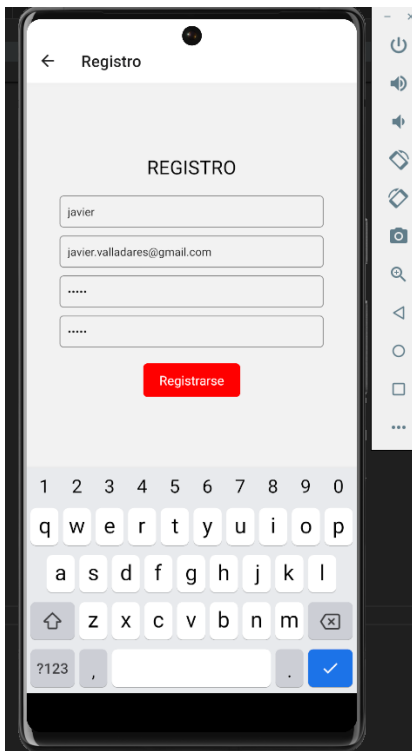 Registro
REGISTRO
javier
javier.valladares@gmail.com
•••••
•••••
Registrarse
1 2 3 4 5 6 7 8 9 0
q w e r t y u i o p
a s d f g h j k l
z x c v b n m
?123 , .